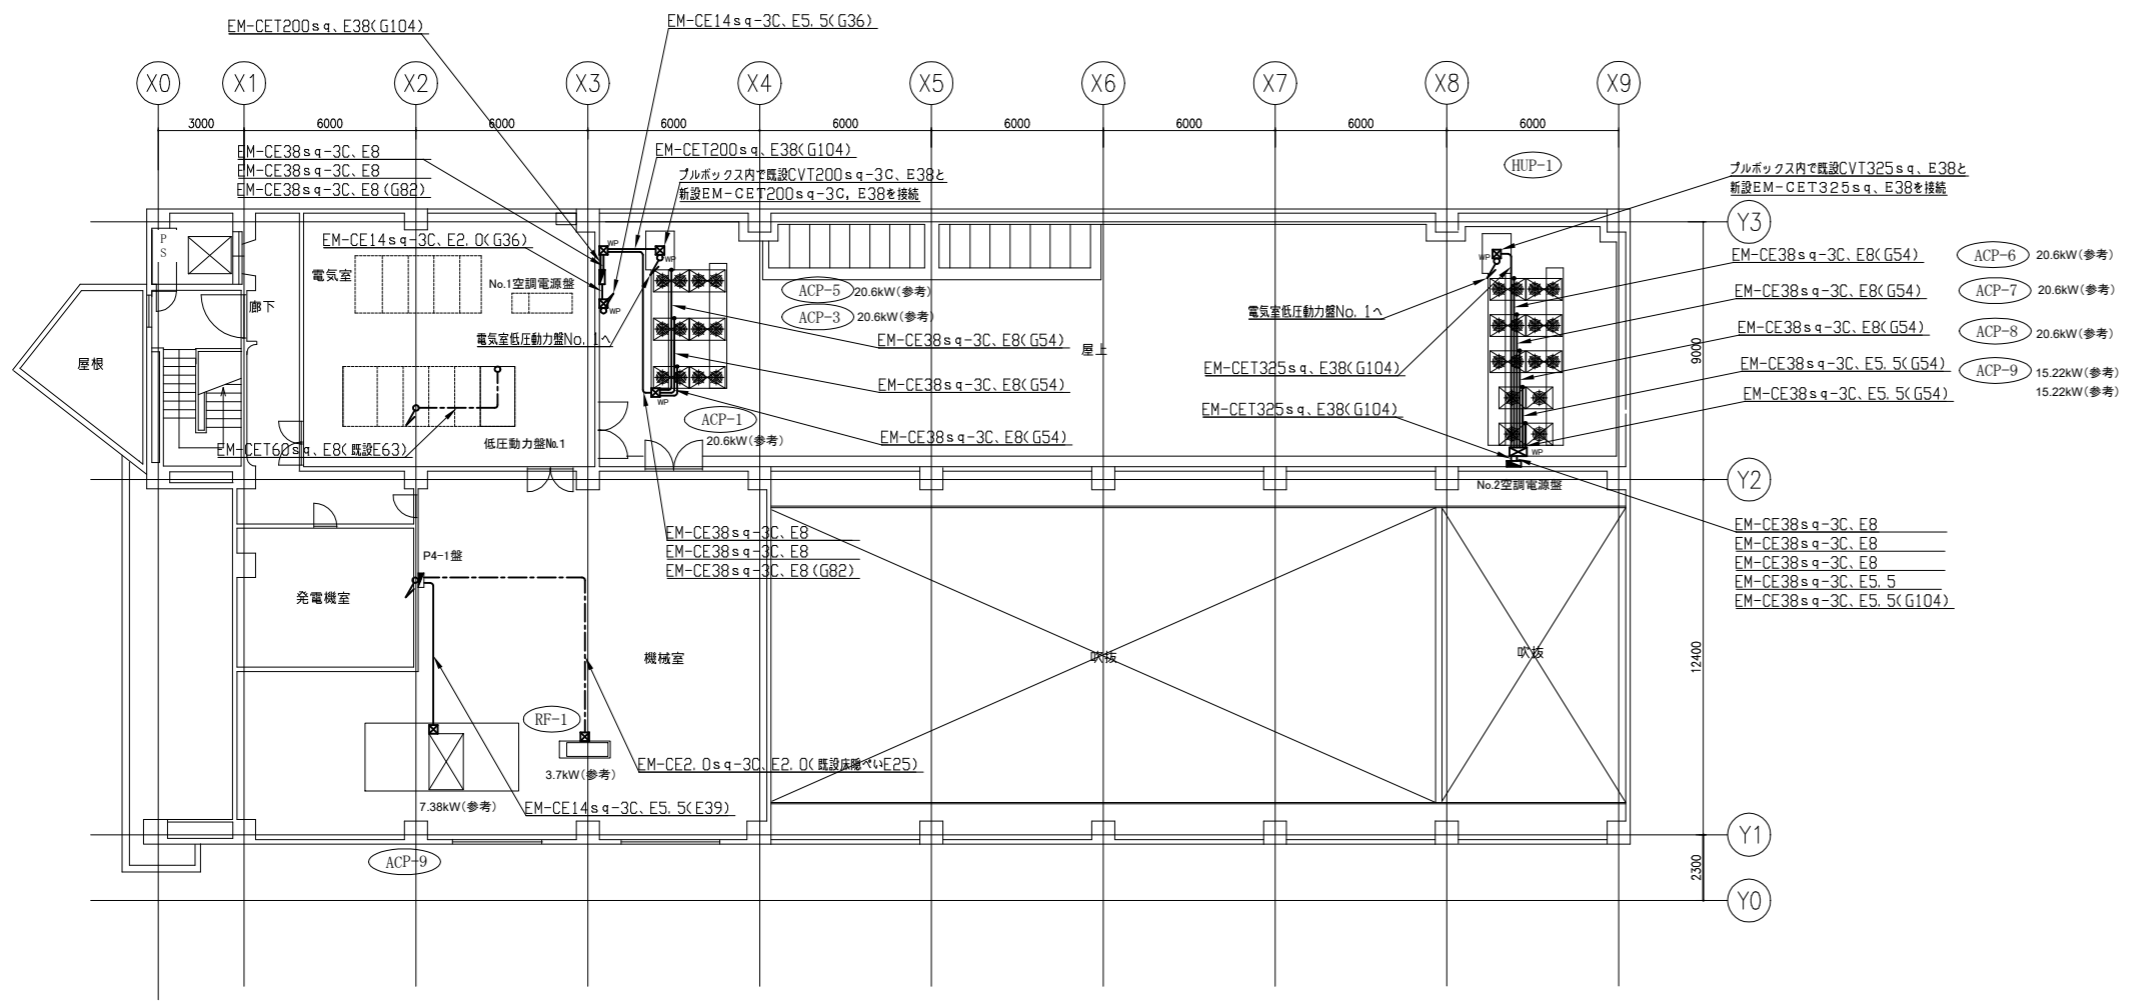 EM-CET200sq、E38(G104)
EM-CE14sq-3C、E5.5(G36)
X0
X1
X2
X3
X4
X5
X6
X7
X8
X9
3000
6000
6000
6000
6000
6000
6000
6000
6000
EM-CE38sq-3C、E8
EM-CE38sq-3C、E8
EM-CE38sq-3C、E8(G82)
EM-CET200sq、E38(G104)
プルボックス内で既設CVT200sq-3C、E38と
新設EM-CET200sq-3C, E38を接続
HUP-1
プルボックス内で既設CVT325sq、E38と
新設EM-CET325sq、E38を接続
Y3
PS
EM-CE14sq-3C、E2.0(G36)
WP
WP
WP
WP
電気室
No.1空調電源盤
廊下
屋根
電気室低圧動力盤No.1へ
ACP-5
20.6kW(参考)
ACP-3
20.6kW(参考)
EM-CE38sq-3C、E8(G54)
EM-CE38sq-3C、E8(G54)
屋上
電気室低圧動力盤No.1へ
EM-CET325sq、E38(G104)
EM-CET325sq、E38(G104)
EM-CE38sq-3C、E8(G54)
ACP-6
20.6kW(参考)
EM-CE38sq-3C、E8(G54)
ACP-7
20.6kW(参考)
EM-CE38sq-3C、E8(G54)
ACP-8
20.6kW(参考)
9000
EM-CE38sq-3C、E5.5(G54)
ACP-9
15.22kW(参考)
EM-CE38sq-3C、E5.5(G54)
15.22kW(参考)
WP
ACP-1
20.6kW(参考)
EM-CE38sq-3C、E8(G54)
EM-CET60sq、E8(既設E63)
低圧動力盤No.1
WP
No.2空調電源盤
Y2
EM-CE38sq-3C、E8
EM-CE38sq-3C、E8
EM-CE38sq-3C、E8(G82)
EM-CE38sq-3C、E8
EM-CE38sq-3C、E8
EM-CE38sq-3C、E8
EM-CE38sq-3C、E5.5
EM-CE38sq-3C、E5.5(G104)
P4-1盤
発電機室
機械室
吹抜
吹抜
12400
RF-1
3.7kW(参考)
EM-CE2.0sq-3C、E2.0(既設床隠ぺいE25)
7.38kW(参考)
EM-CE14sq-3C、E5.5(E39)
ACP-9
Y1
2300
Y0